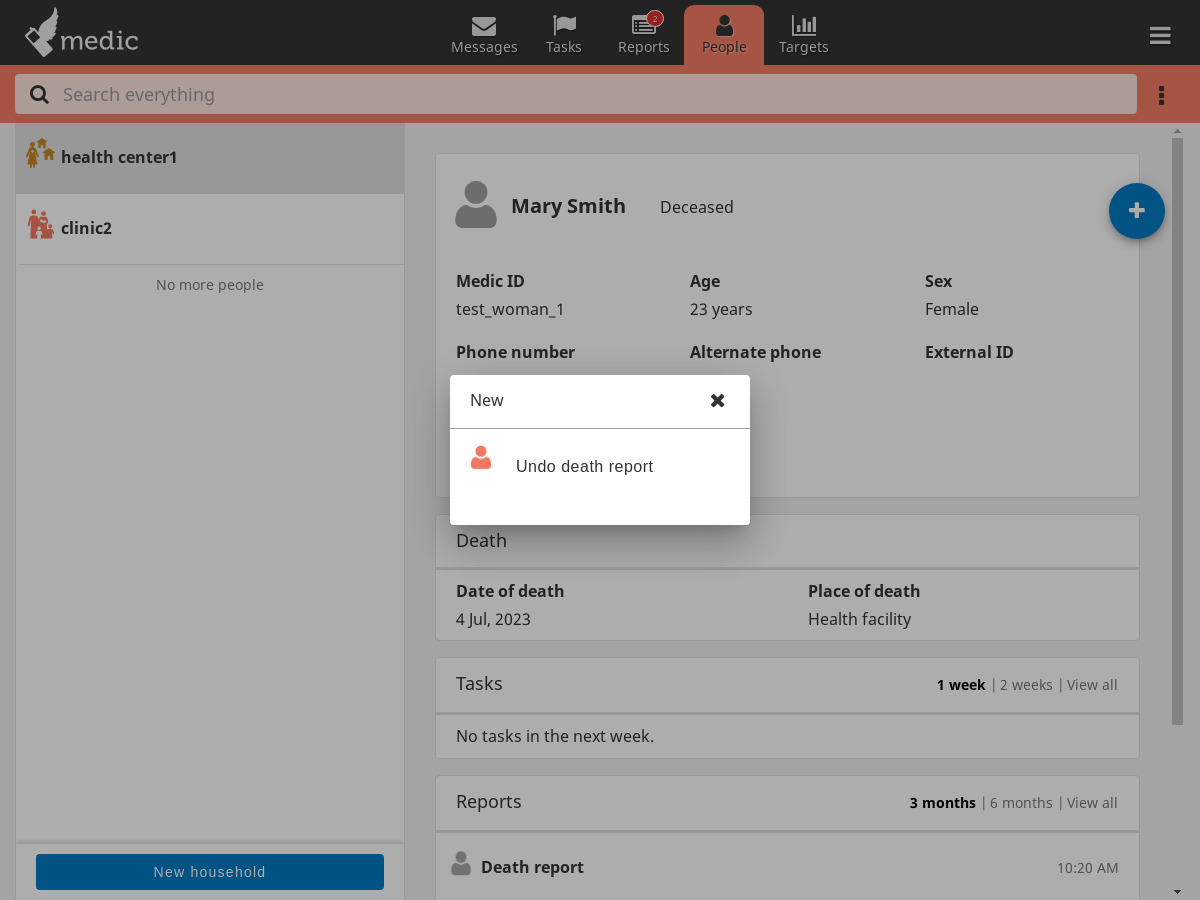 medic
Messages
Tasks
Reports
2
People
Targets
Search everything
health center1
clinic2
No more people
New household
Mary Smith Deceased
Medic ID Age Sex
test_woman_1 23 years Female
Phone number Alternate phone External ID
New
Undo death report
Death
Date of death Place of death
4 Jul, 2023 Health facility
Tasks 1 week | 2 weeks | View all
No tasks in the next week.
Reports 3 months | 6 months | View all
Death report 10:20 AM